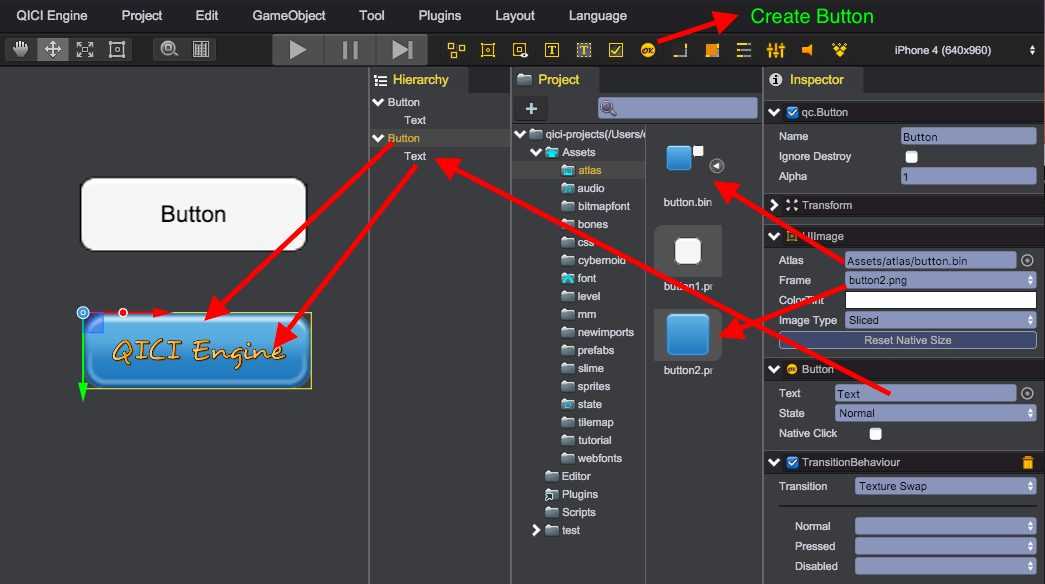 QICI Engine Project Edit GameObject Tool Plugins Layout Language
Create Button
OK
iPhone 4 (640x960)
Hierarchy
Button
Text
Button
Text
Button
QICI Engine
Project
qici-projects(/Users/
Assets
atlas
audio
bitmapfont
bones
css
cybernoid
font
level
mm
newimports
prefabs
slime
sprites
state
tilemap
tutorial
webfonts
Editor
Plugins
Scripts
test
button.bin
button1.pr
button2.pr
Inspector
qc.Button
Name Button
Ignore Destroy
Alpha 1
Transform
UIImage
Atlas Assets/atlas/button.bin
Frame button2.png
ColorTint
Image Type Sliced
Reset Native Size
Button
Text Text
State Normal
Native Click
TransitionBehaviour
Transition Texture Swap
Normal
Pressed
Disabled